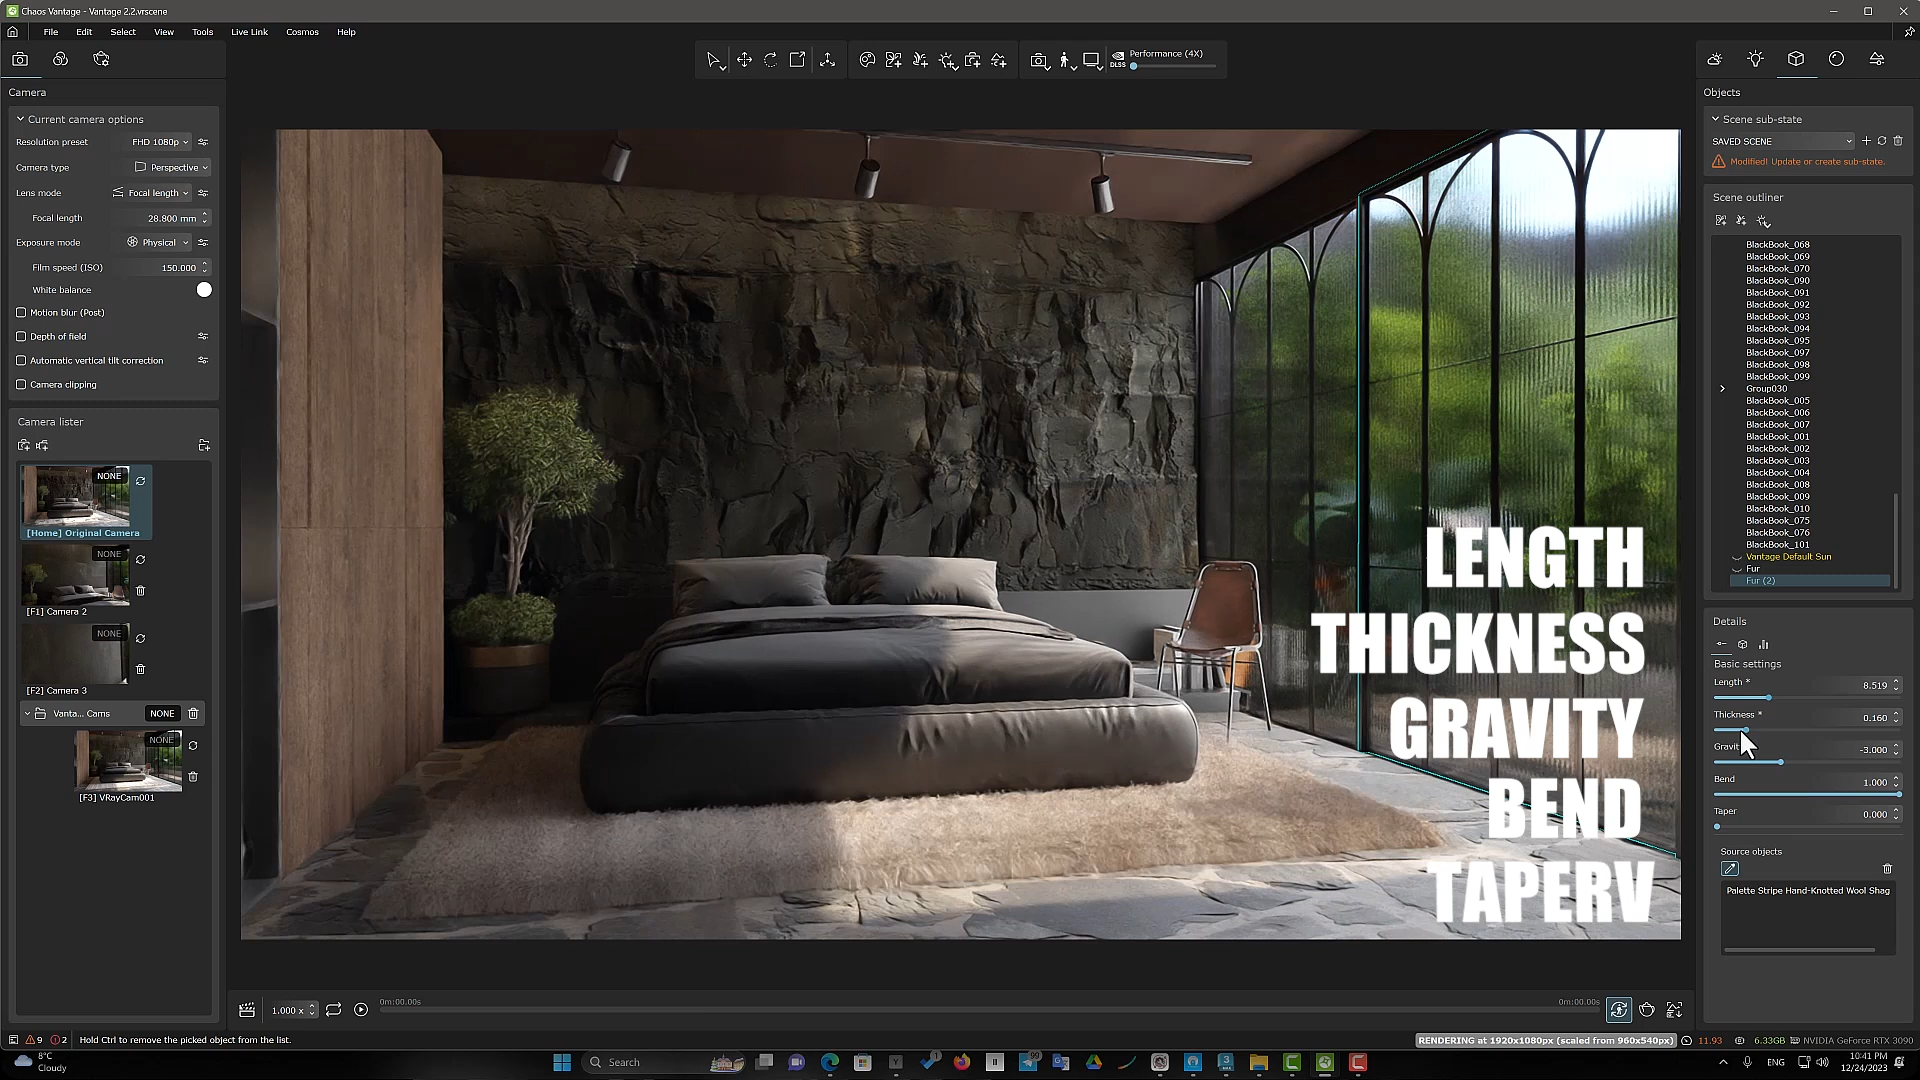 Chaos Vantage - Vantage 2.2.vrscene
File Edit Select View Tools Live Link Cosmos Help
DLSS Performance (4X)
Camera
Current camera options
Resolution preset FHD 1080p
Camera type Perspective
Lens mode Focal length
Focal length 28.800 mm
Exposure mode Physical
Film speed (ISO) 150.000
White balance
Motion blur (Post)
Depth of field
Automatic vertical tilt correction
Camera clipping
Camera lister
NONE
[Home] Original Camera
NONE
[F1] Camera 2
NONE
[F2] Camera 3
Vanta... Cams NONE
NONE
[F3] VRayCam001
LENGTH
THICKNESS
GRAVITY
BEND
TAPERV
Objects
Scene sub-state
SAVED SCENE
Modified! Update or create sub-state.
Scene outliner
BlackBook_068
BlackBook_069
BlackBook_070
BlackBook_090
BlackBook_091
BlackBook_092
BlackBook_093
BlackBook_094
BlackBook_095
BlackBook_097
BlackBook_098
BlackBook_099
Group030
BlackBook_005
BlackBook_006
BlackBook_007
BlackBook_001
BlackBook_002
BlackBook_003
BlackBook_004
BlackBook_008
BlackBook_009
BlackBook_010
BlackBook_075
BlackBook_076
BlackBook_101
Vantage Default Sun
Fur
Fur (2)
Details
Basic settings
Length * 8.519
Thickness * 0.160
Gravit -3.000
Bend 1.000
Taper 0.000
Source objects
Palette Stripe Hand-Knotted Wool Shag
1.000 x 0m:00.00s 0m:00.00s
9 2 Hold Ctrl to remove the picked object from the list.
RENDERING at 1920x1080px (scaled from 960x540px) 11.93 6.33GB NVIDIA GeForce RTX 3090
8°C
Cloudy
Search
99
ENG
10:41 PM
12/24/2023